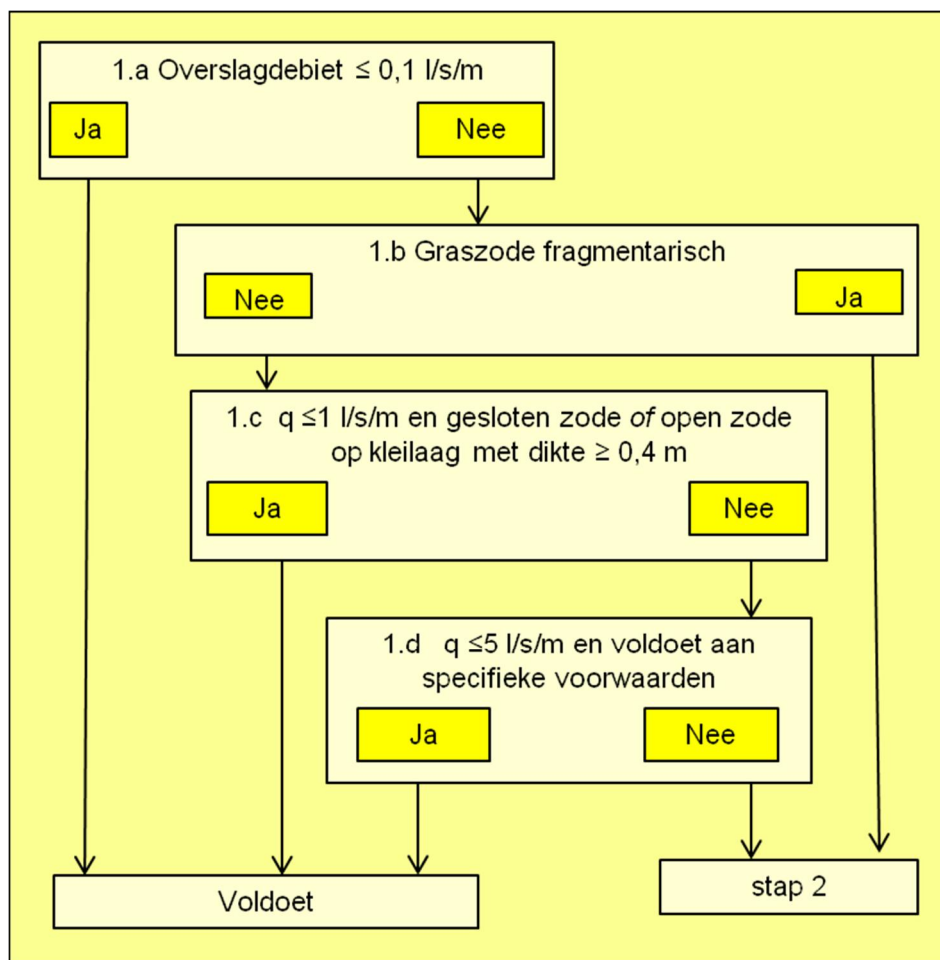 1.a Overslagdebiet ≤ 0,1 l/s/m
Ja
Nee
1.b Graszode fragmentarisch
Nee
Ja
1.c q ≤1 l/s/m en gesloten zode of open zode
op kleilaag met dikte ≥ 0,4 m
Ja
Nee
1.d q ≤5 l/s/m en voldoet aan
specifieke voorwaarden
Ja
Nee
Voldoet
stap 2